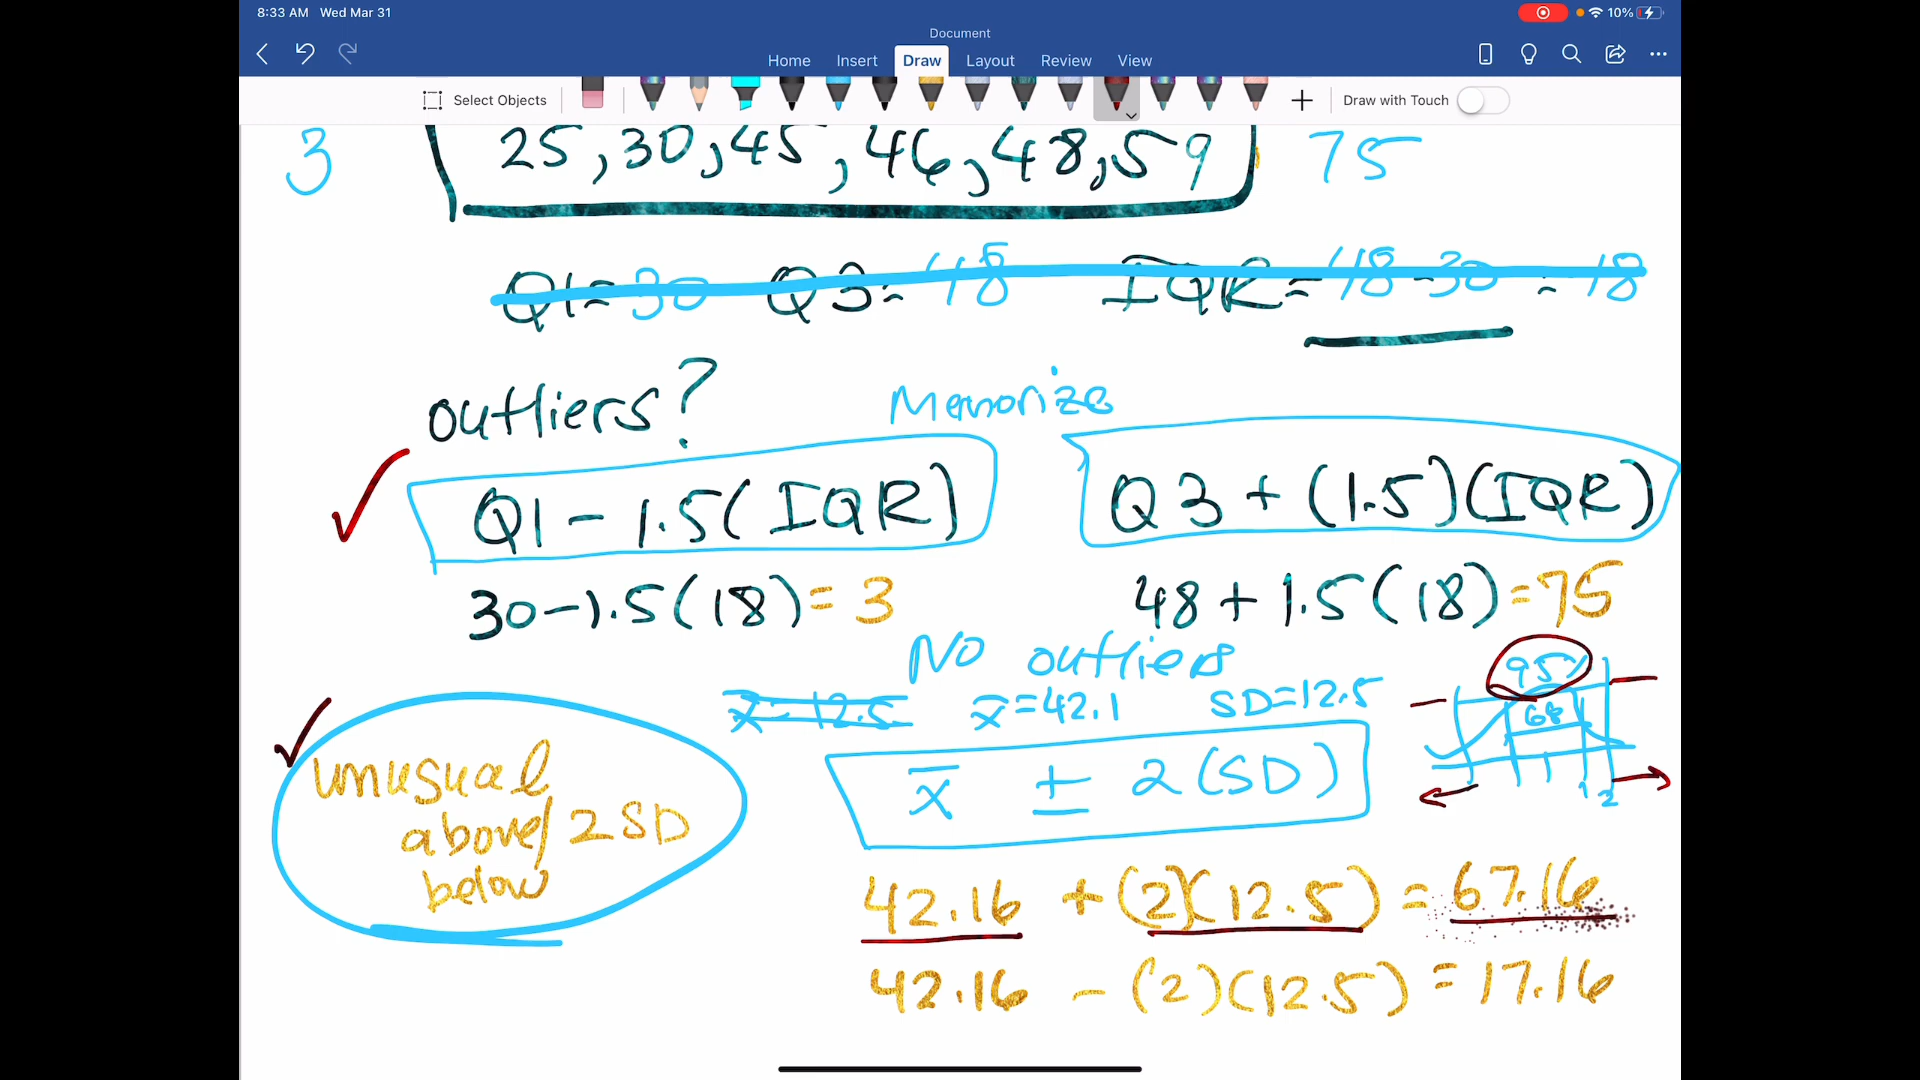 8:33 AM Wed Mar 31
10%
Document
Home Insert Draw Layout Review View
Select Objects
Draw with Touch
3 25, 30, 45, 46, 48, 59 75
Q1= 30 Q3= 48 IQR= 48-30 = 18
outliers?
Memorize
Q1 - 1.5(IQR) Q3 + (1.5)(IQR)
30-1.5(18)= 3 48 + 1.5(18)=75
No outliers
95%
68
1 2
x̄ = 12.5 x̄=42.1 SD=12.5
unusual
above/ 2SD
below
x̄ ± 2(SD)
42.16 + (2)(12.5) = 67.16
42.16 - (2)(12.5) = 17.16